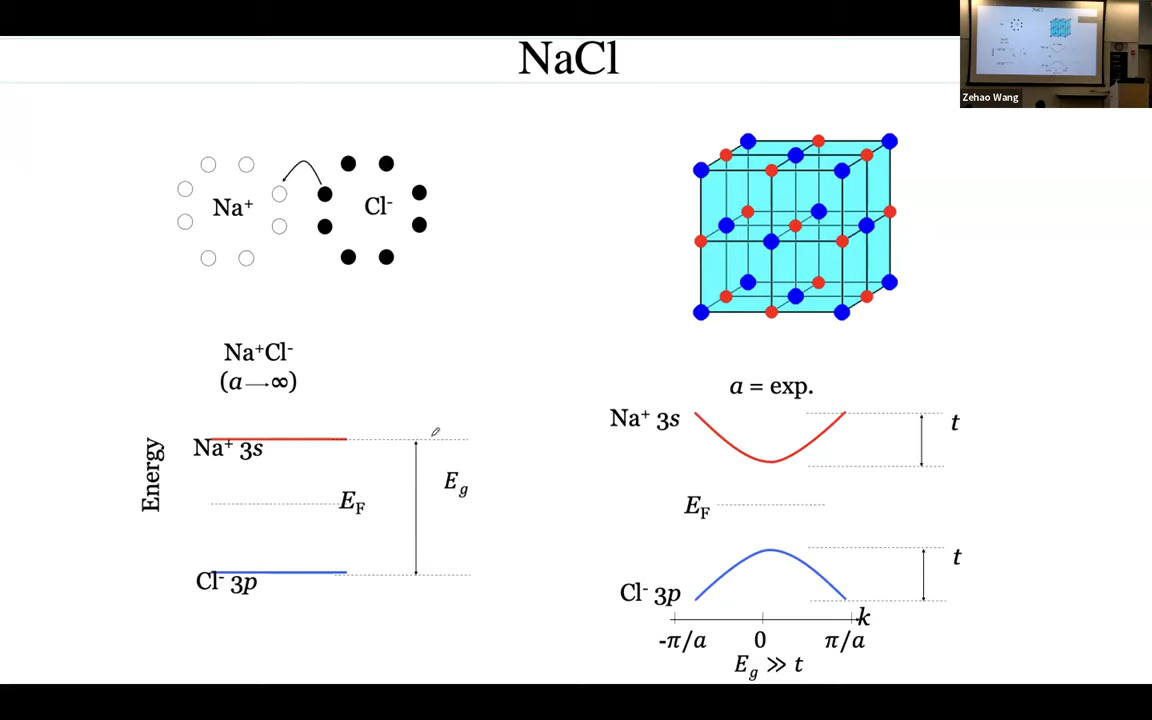 NaCl
Zehao Wang
Na⁺ Cl⁻
Na⁺Cl⁻
(a→∞)
Energy
Na⁺ 3s
E_F
E_g
Cl⁻ 3p
a = exp.
Na⁺ 3s
t
E_F
t
Cl⁻ 3p
k
-π/a 0 π/a
E_g ≫ t